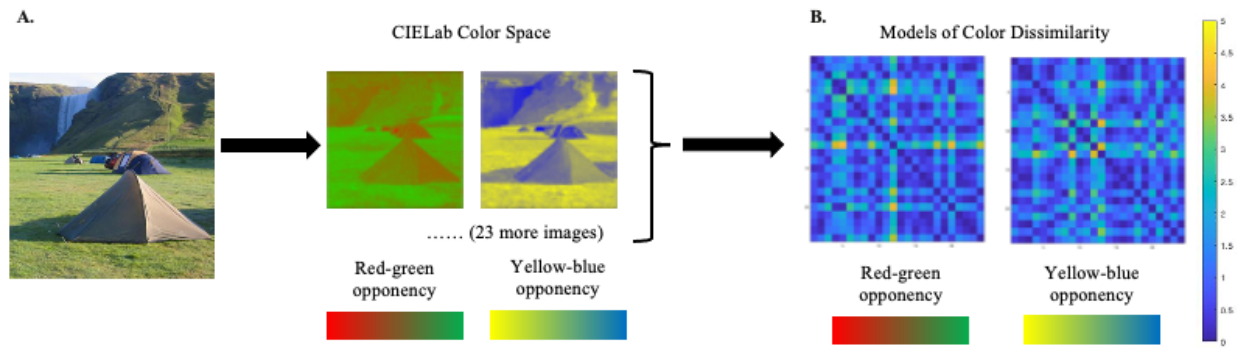 A.
CIELab Color Space
...... (23 more images)
Red-green
opponency
Yellow-blue
opponency
B.
Models of Color Dissimilarity
Red-green
opponency
Yellow-blue
opponency
5
4.5
4
3.5
3
2.5
2
1.5
1
0.5
0